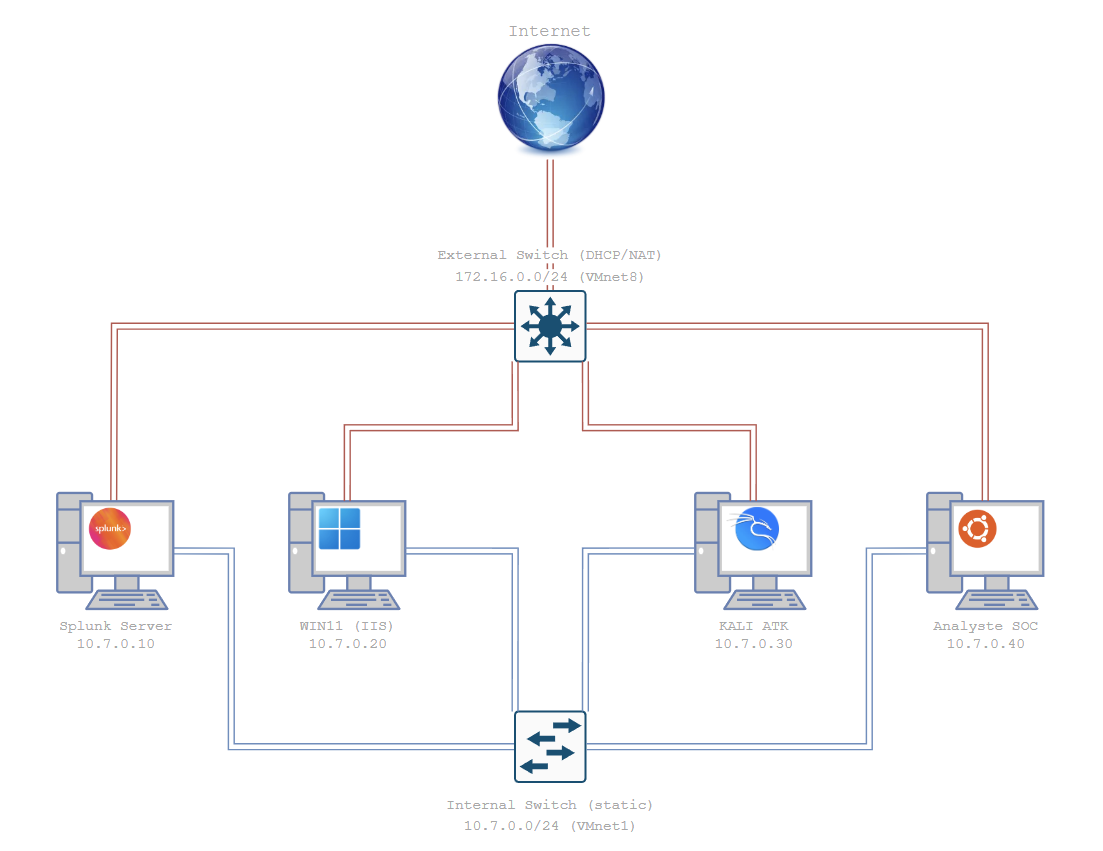 Internet
External Switch (DHCP/NAT)
172.16.0.0/24 (VMnet8)
splunk>
Splunk Server
10.7.0.10
WIN11 (IIS)
10.7.0.20
KALI ATK
10.7.0.30
Analyste SOC
10.7.0.40
Internal Switch (static)
10.7.0.0/24 (VMnet1)